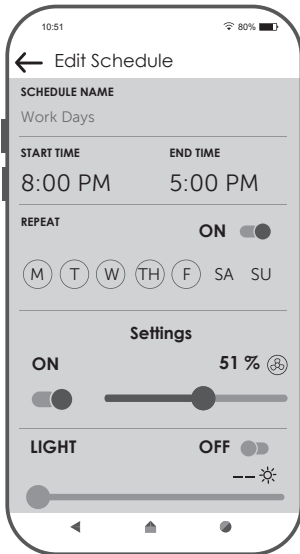 10:51 80%
Edit Schedule
SCHEDULE NAME
Work Days
START TIME END TIME
8:00 PM 5:00 PM
REPEAT ON
M T W TH F SA SU
Settings
ON 51 %
LIGHT OFF
--